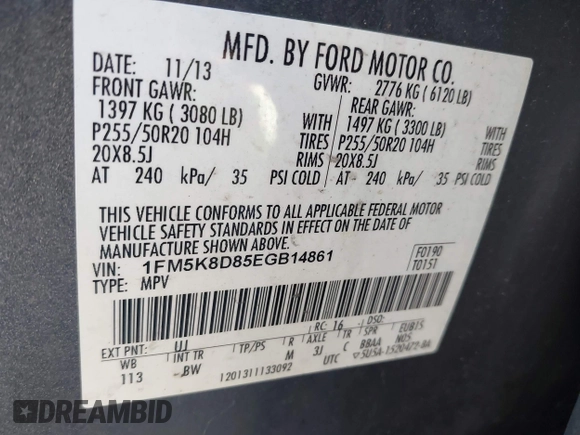 MFD. BY FORD MOTOR CO.
DATE: 11/13
GVWR: 2776 KG ( 6120 LB)
FRONT GAWR:
1397 KG ( 3080 LB)
P255/50R20 104H
20X8.5J
AT 240 kPa/ 35 PSI COLD
WITH
TIRES
RIMS
REAR GAWR:
1497 KG (3300 LB)
P255/50R20 104H
20X8.5J
AT 240 kPa/ 35 PSI COLD
WITH
TIRES
RIMS
THIS VEHICLE CONFORMS TO ALL APPLICABLE FEDERAL MOTOR
VEHICLE SAFETY STANDARDS IN EFFECT ON THE DATE OF
MANUFACTURE SHOWN ABOVE.
VIN: 1FM5K8D85EGB14861
TYPE: MPV
F0190
T0151
EXT PNT: UJ RC: 16 DSO:
WB INT TR TP/PS R AXLE TR SPR EUB15
113 BW M 3J C BBAA N0S
1201311133092 UTC 5U5A-1520472-BA
DREAMBID